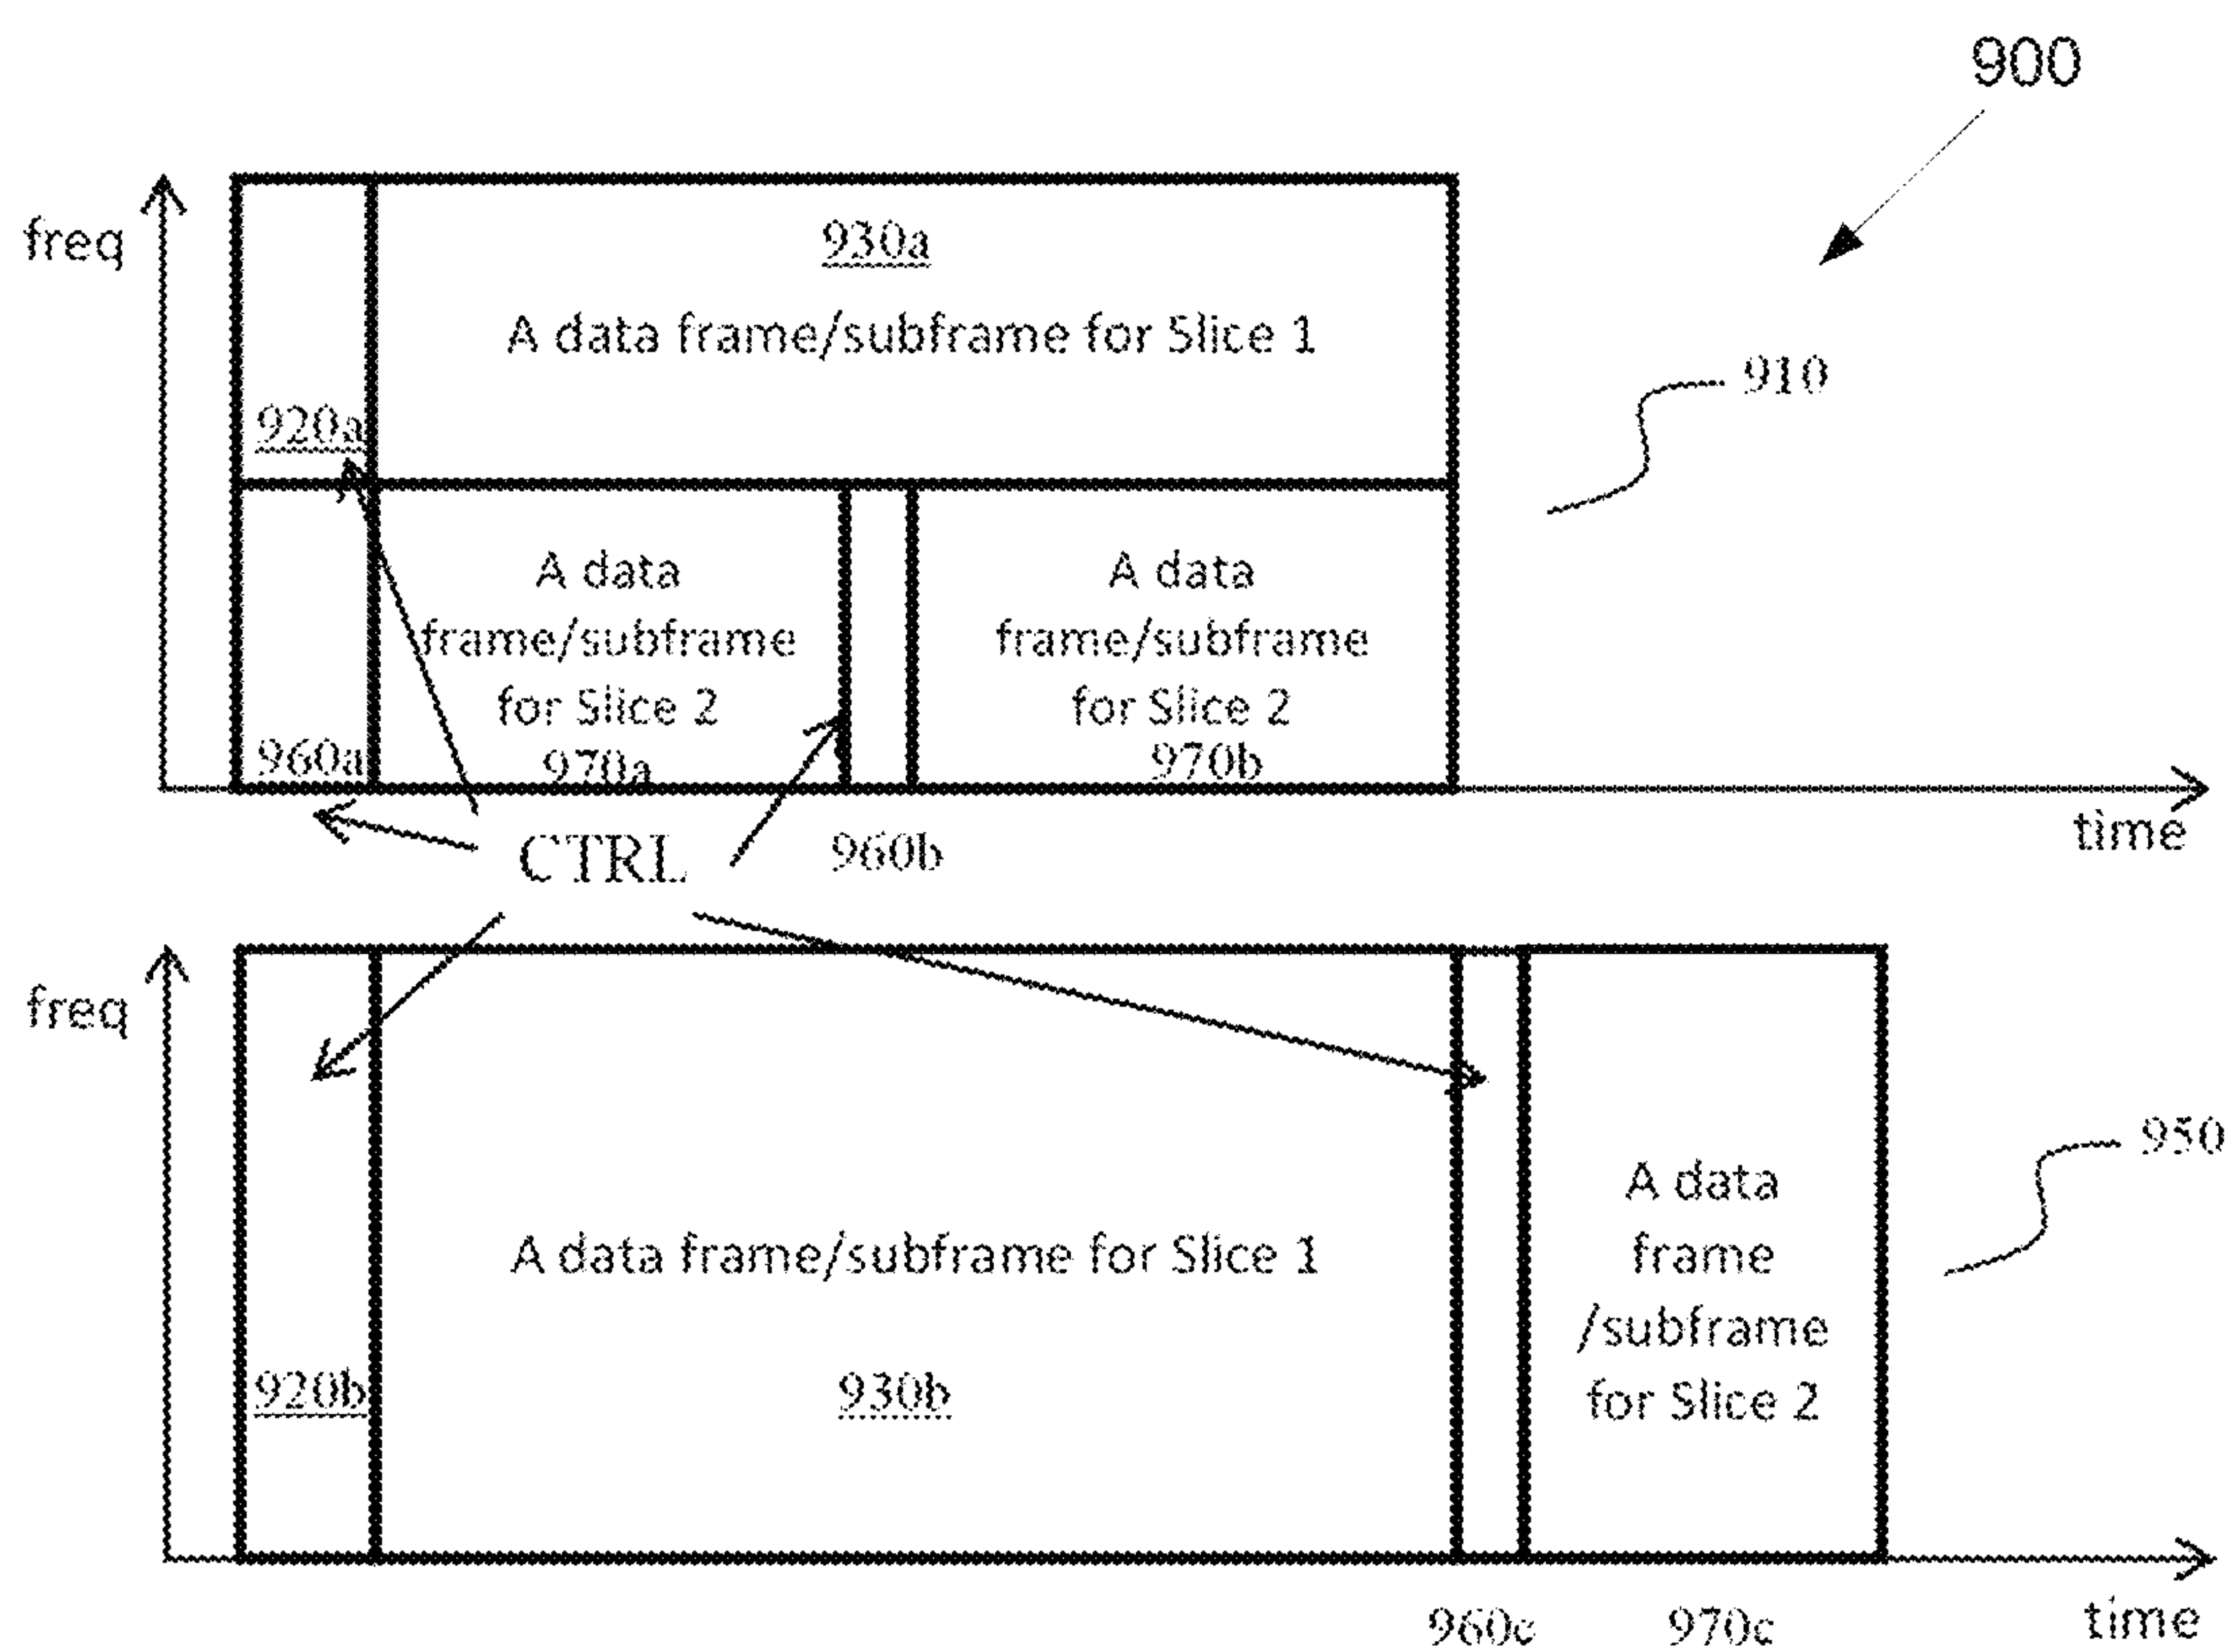 900
freq
930a
A data frame/subframe for Slice 1
910
920a
A data
frame/subframe
for Slice 2
970a
A data
frame/subframe
for Slice 2
970b
960a
time
CTRL
960b
freq
950
A data frame/subframe for Slice 1
A data
frame
/subframe
for Slice 2
920b
930b
960c
970c
time